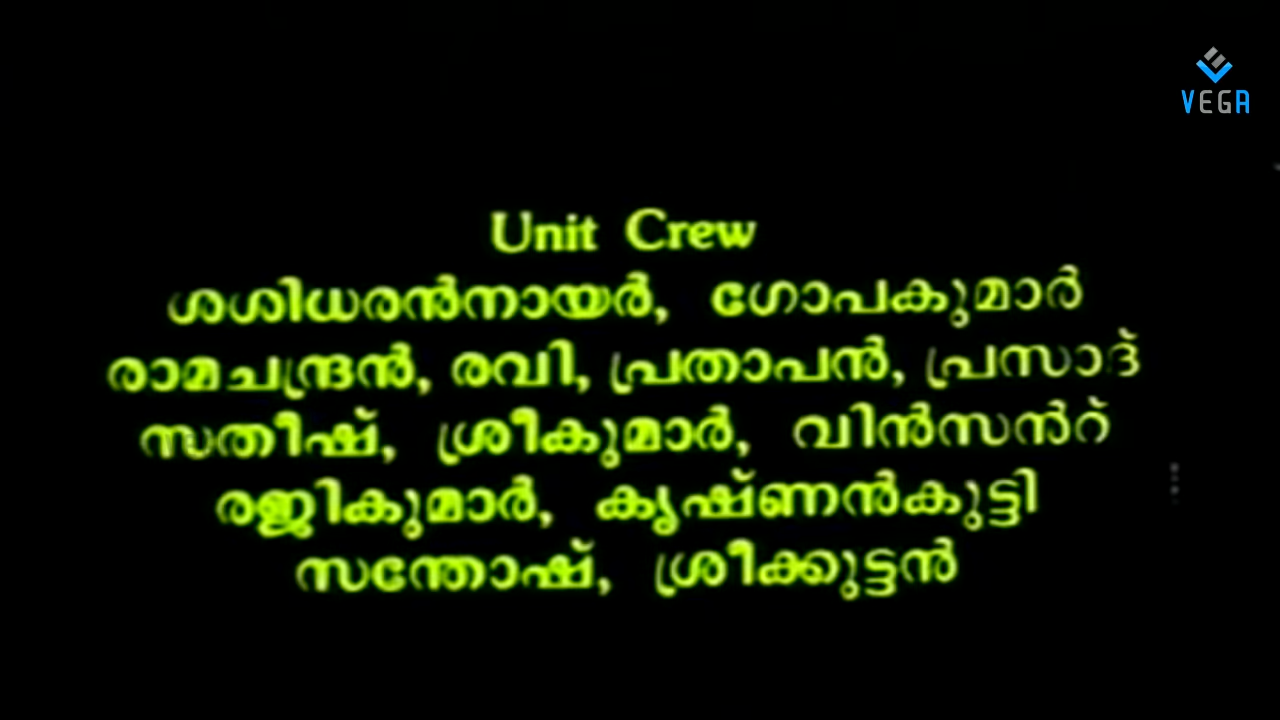 VEGA
Unit Crew
ശശിധരൻനായർ, ഗോപകുമാർ
രാമചന്ദ്രൻ, രവി, പ്രതാപൻ, പ്രസാദ്
സതീഷ്, ശ്രീകുമാർ, വിൻസൻറ്
രജികുമാർ, കൃഷ്ണൻകുട്ടി
സന്തോഷ്, ശ്രീക്കുട്ടൻ